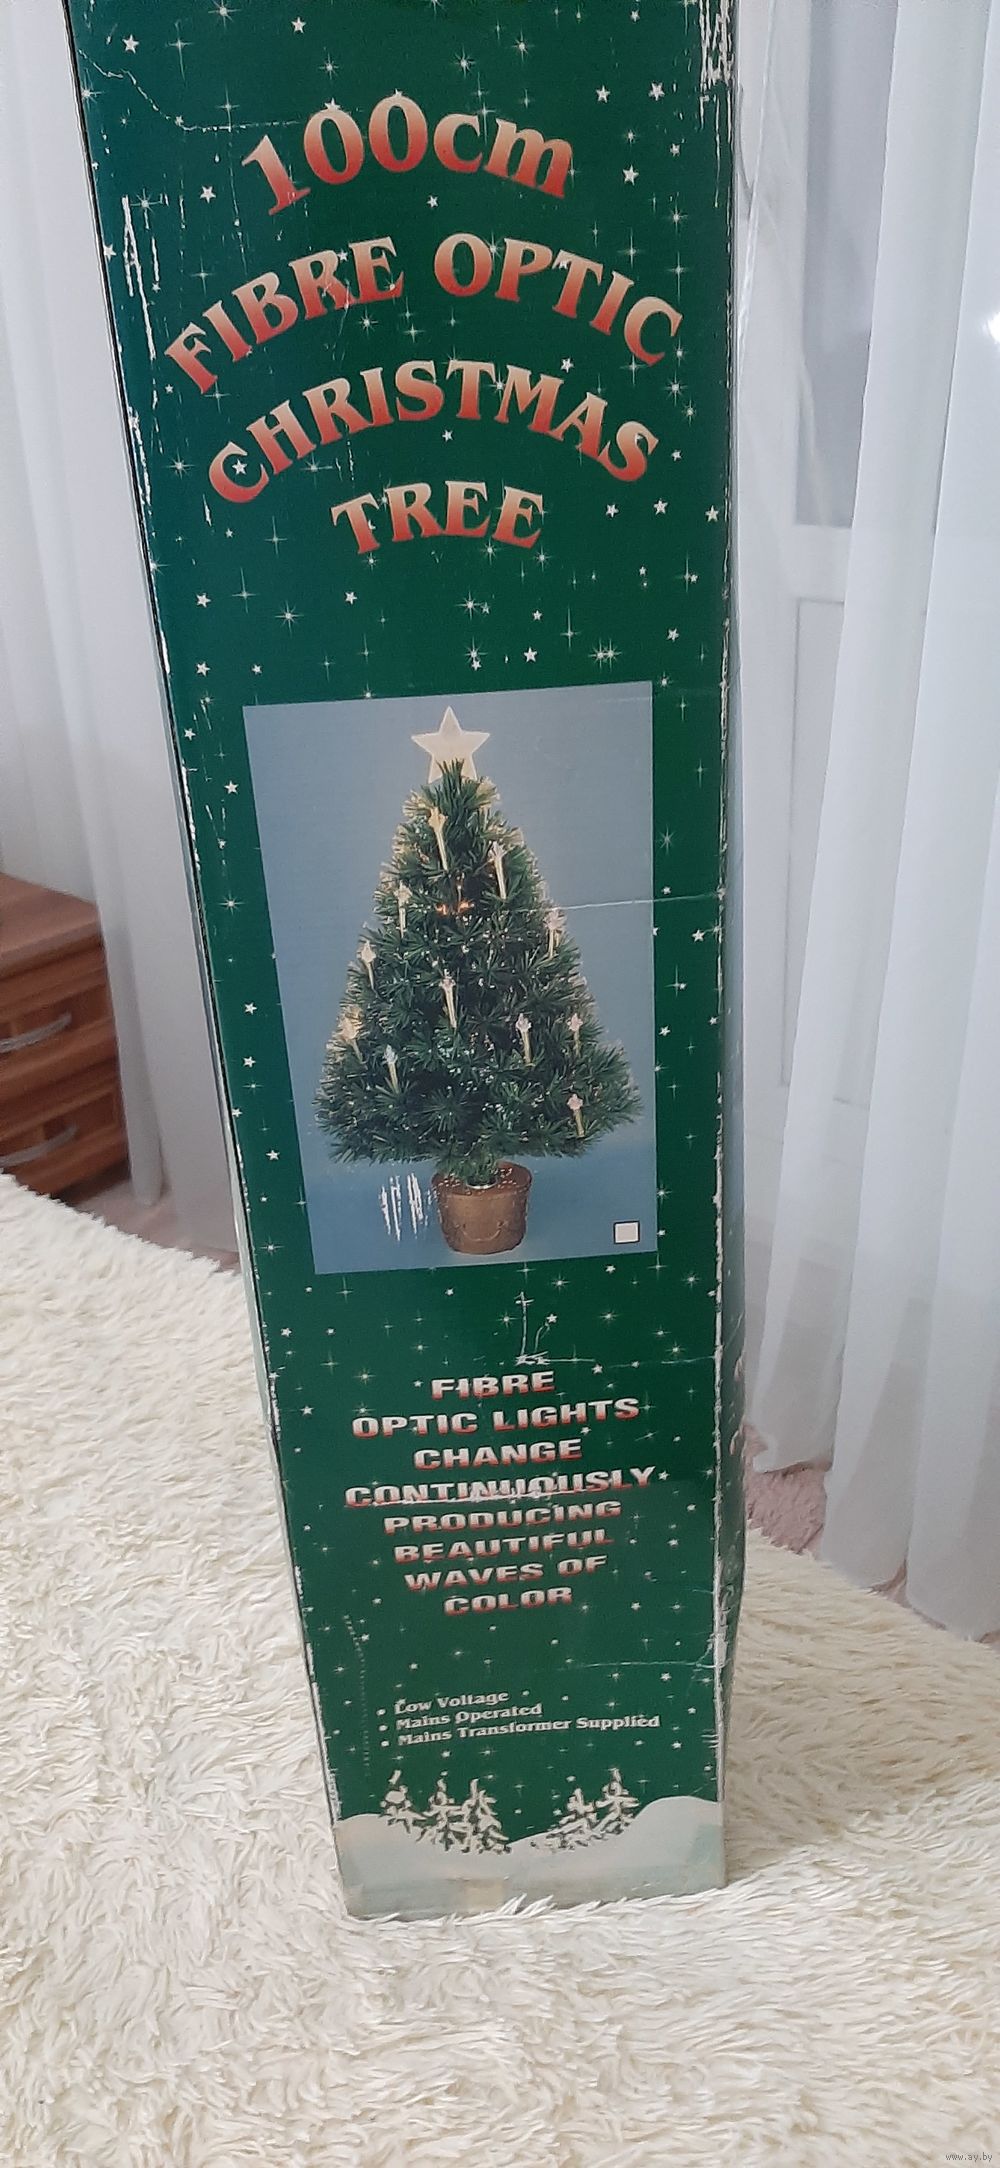 100cm
FIBRE OPTIC
CHRISTMAS
TREE
FIBRE
OPTIC LIGHTS
CHANGE
CONTINUOUSLY
PRODUCING
BEAUTIFUL
WAVES OF
COLOR
• Low Voltage
• Mains Operated
• Mains Transformer Supplied
www.ay.by